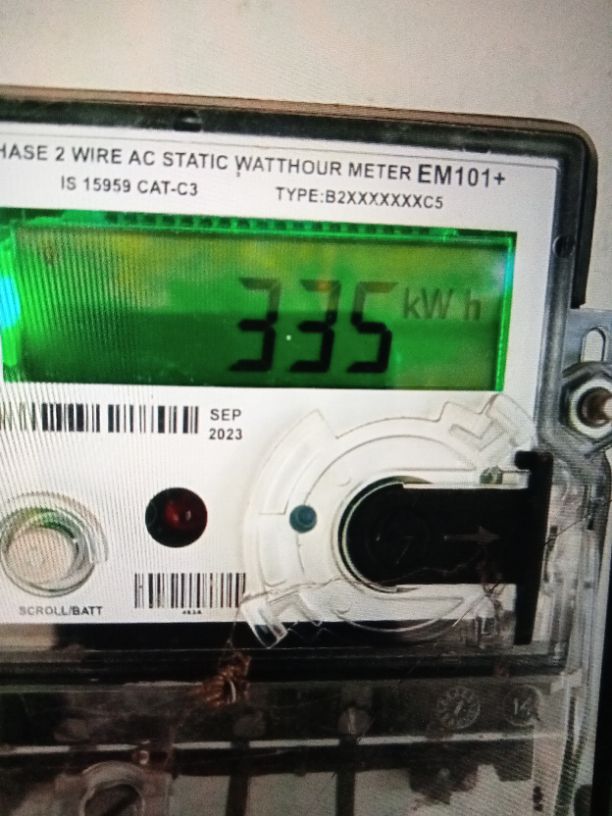 HASE 2 WIRE AC STATIC WATTHOUR METER EM101+
IS 15959 CAT-C3 TYPE:B2XXXXXXXC5
335 kW h
SEP
2023
SCROLL/BATT